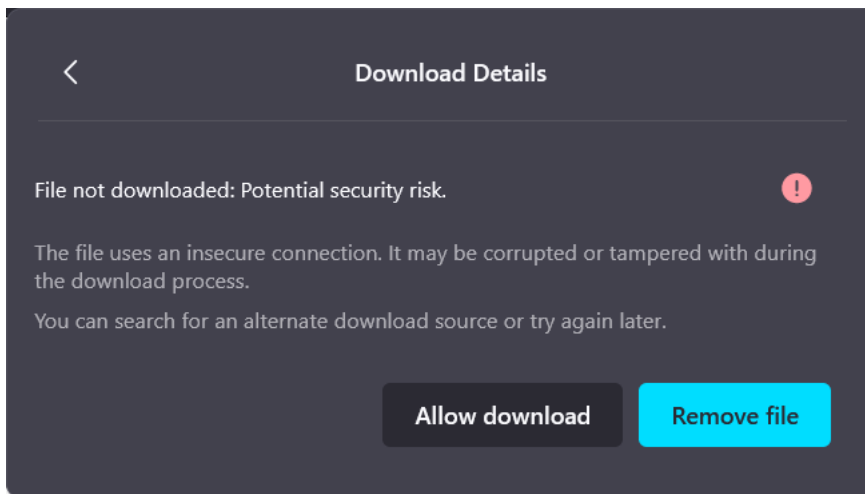 Download Details
File not downloaded: Potential security risk.
The file uses an insecure connection. It may be corrupted or tampered with during
the download process.
You can search for an alternate download source or try again later.
Allow download
Remove file